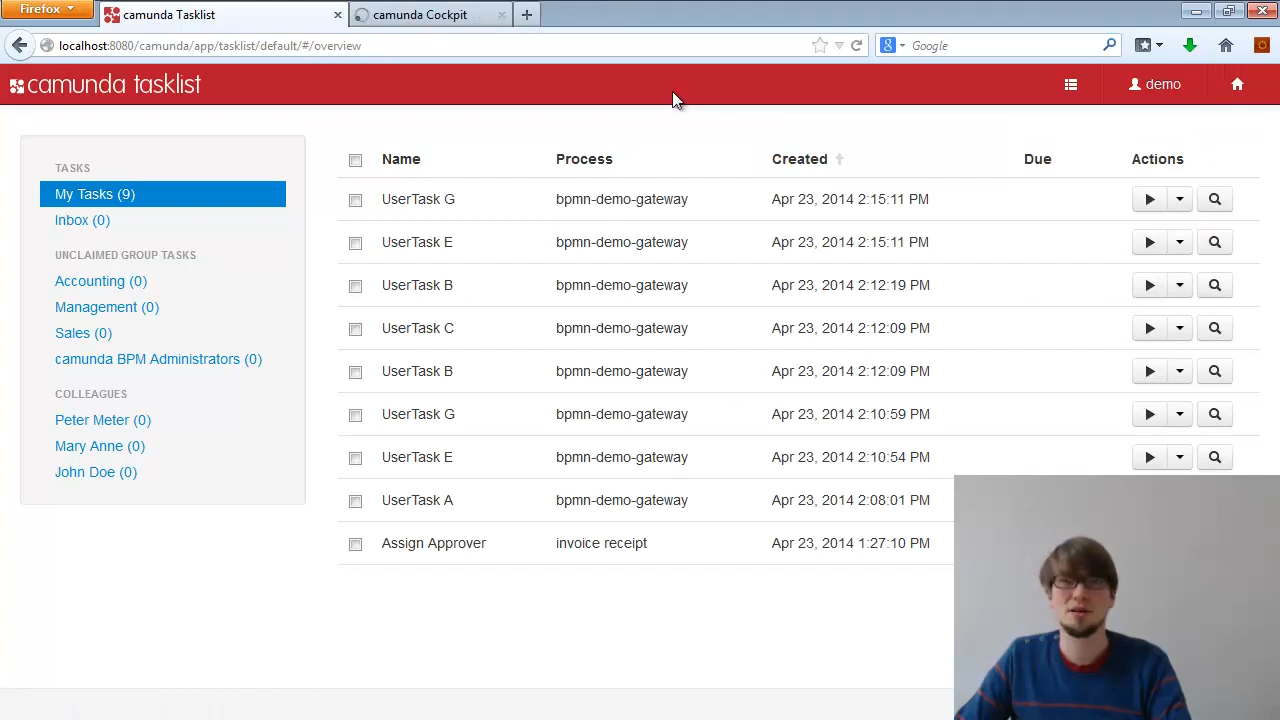 Firefox
camunda Tasklist
camunda Cockpit
localhost:8080/camunda/app/tasklist/default/#/overview
Google
camunda tasklist
demo
TASKS
My Tasks (9)
Inbox (0)
UNCLAIMED GROUP TASKS
Accounting (0)
Management (0)
Sales (0)
camunda BPM Administrators (0)
COLLEAGUES
Peter Meter (0)
Mary Anne (0)
John Doe (0)
Name Process Created Due Actions
UserTask G bpmn-demo-gateway Apr 23, 2014 2:15:11 PM
UserTask E bpmn-demo-gateway Apr 23, 2014 2:15:11 PM
UserTask B bpmn-demo-gateway Apr 23, 2014 2:12:19 PM
UserTask C bpmn-demo-gateway Apr 23, 2014 2:12:09 PM
UserTask B bpmn-demo-gateway Apr 23, 2014 2:12:09 PM
UserTask G bpmn-demo-gateway Apr 23, 2014 2:10:59 PM
UserTask E bpmn-demo-gateway Apr 23, 2014 2:10:54 PM
UserTask A bpmn-demo-gateway Apr 23, 2014 2:08:01 PM
Assign Approver invoice receipt Apr 23, 2014 1:27:10 PM